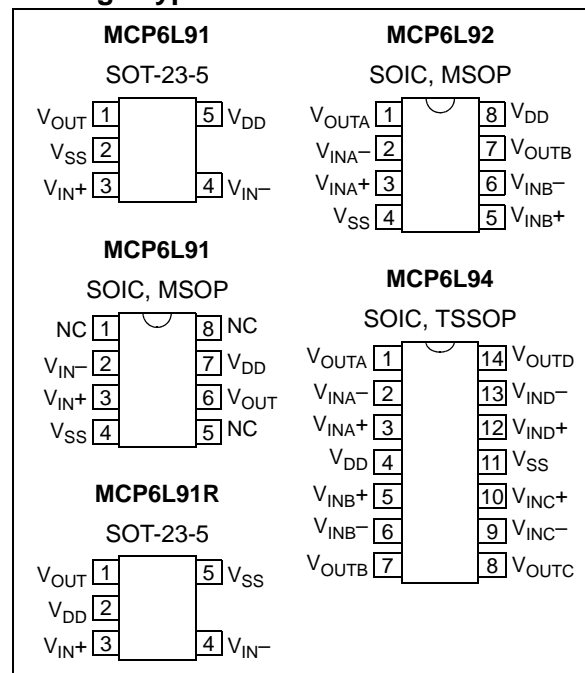 MCP6L91
SOT-23-5
VOUT 1 5 VDD
VSS 2
VIN+ 3 4 VIN–
MCP6L91
SOIC, MSOP
NC 1 8 NC
VIN– 2 7 VDD
VIN+ 3 6 VOUT
VSS 4 5 NC
MCP6L91R
SOT-23-5
VOUT 1 5 VSS
VDD 2
VIN+ 3 4 VIN–
MCP6L92
SOIC, MSOP
VOUTA 1 8 VDD
VINA– 2 7 VOUTB
VINA+ 3 6 VINB–
VSS 4 5 VINB+
MCP6L94
SOIC, TSSOP
VOUTA 1 14 VOUTD
VINA– 2 13 VIND–
VINA+ 3 12 VIND+
VDD 4 11 VSS
VINB+ 5 10 VINC+
VINB– 6 9 VINC–
VOUTB 7 8 VOUTC